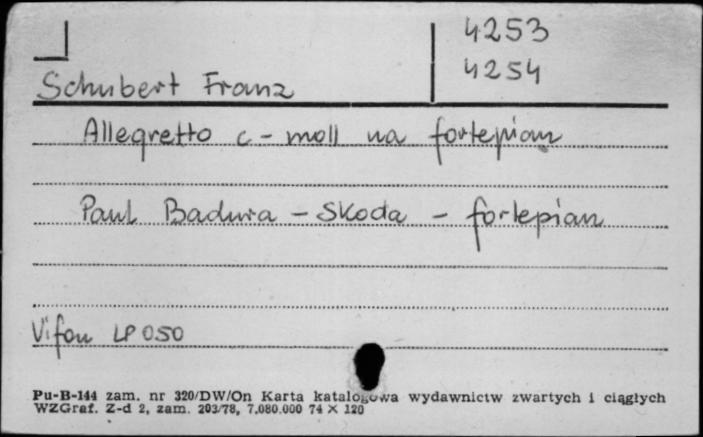 4253
4254
Schubert Franz
Allegretto c-moll na fortepian
Paul Badura - Skoda - fortepian
Vifon LP 050
Pu-B-144 zam. nr 320/DW/On Karta katalogowa wydawnictw zwartych i ciągłych
WZGraf. Z-d 2, zam. 203/78, 7.080.000 74 × 120